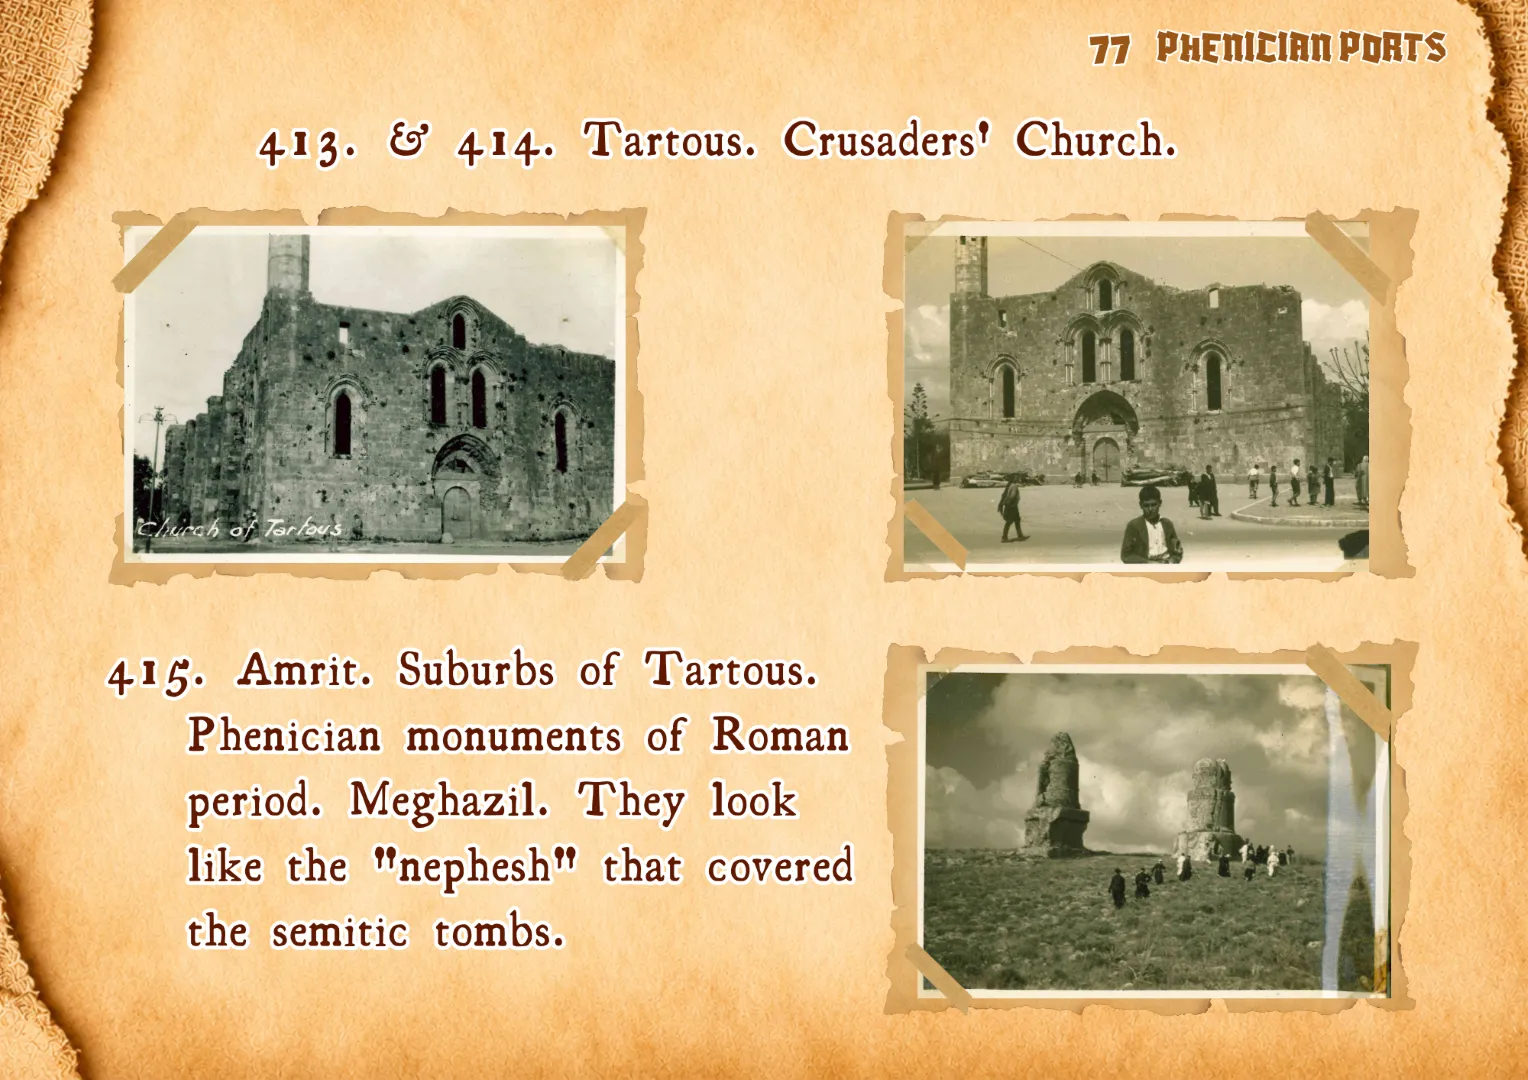 77 PHENICIAN PORTS
413. & 414. Tartous. Crusaders' Church.
Church of Tartous
415. Amrit. Suburbs of Tartous.
Phenician monuments of Roman
period. Meghazil. They look
like the "nephesh" that covered
the semitic tombs.